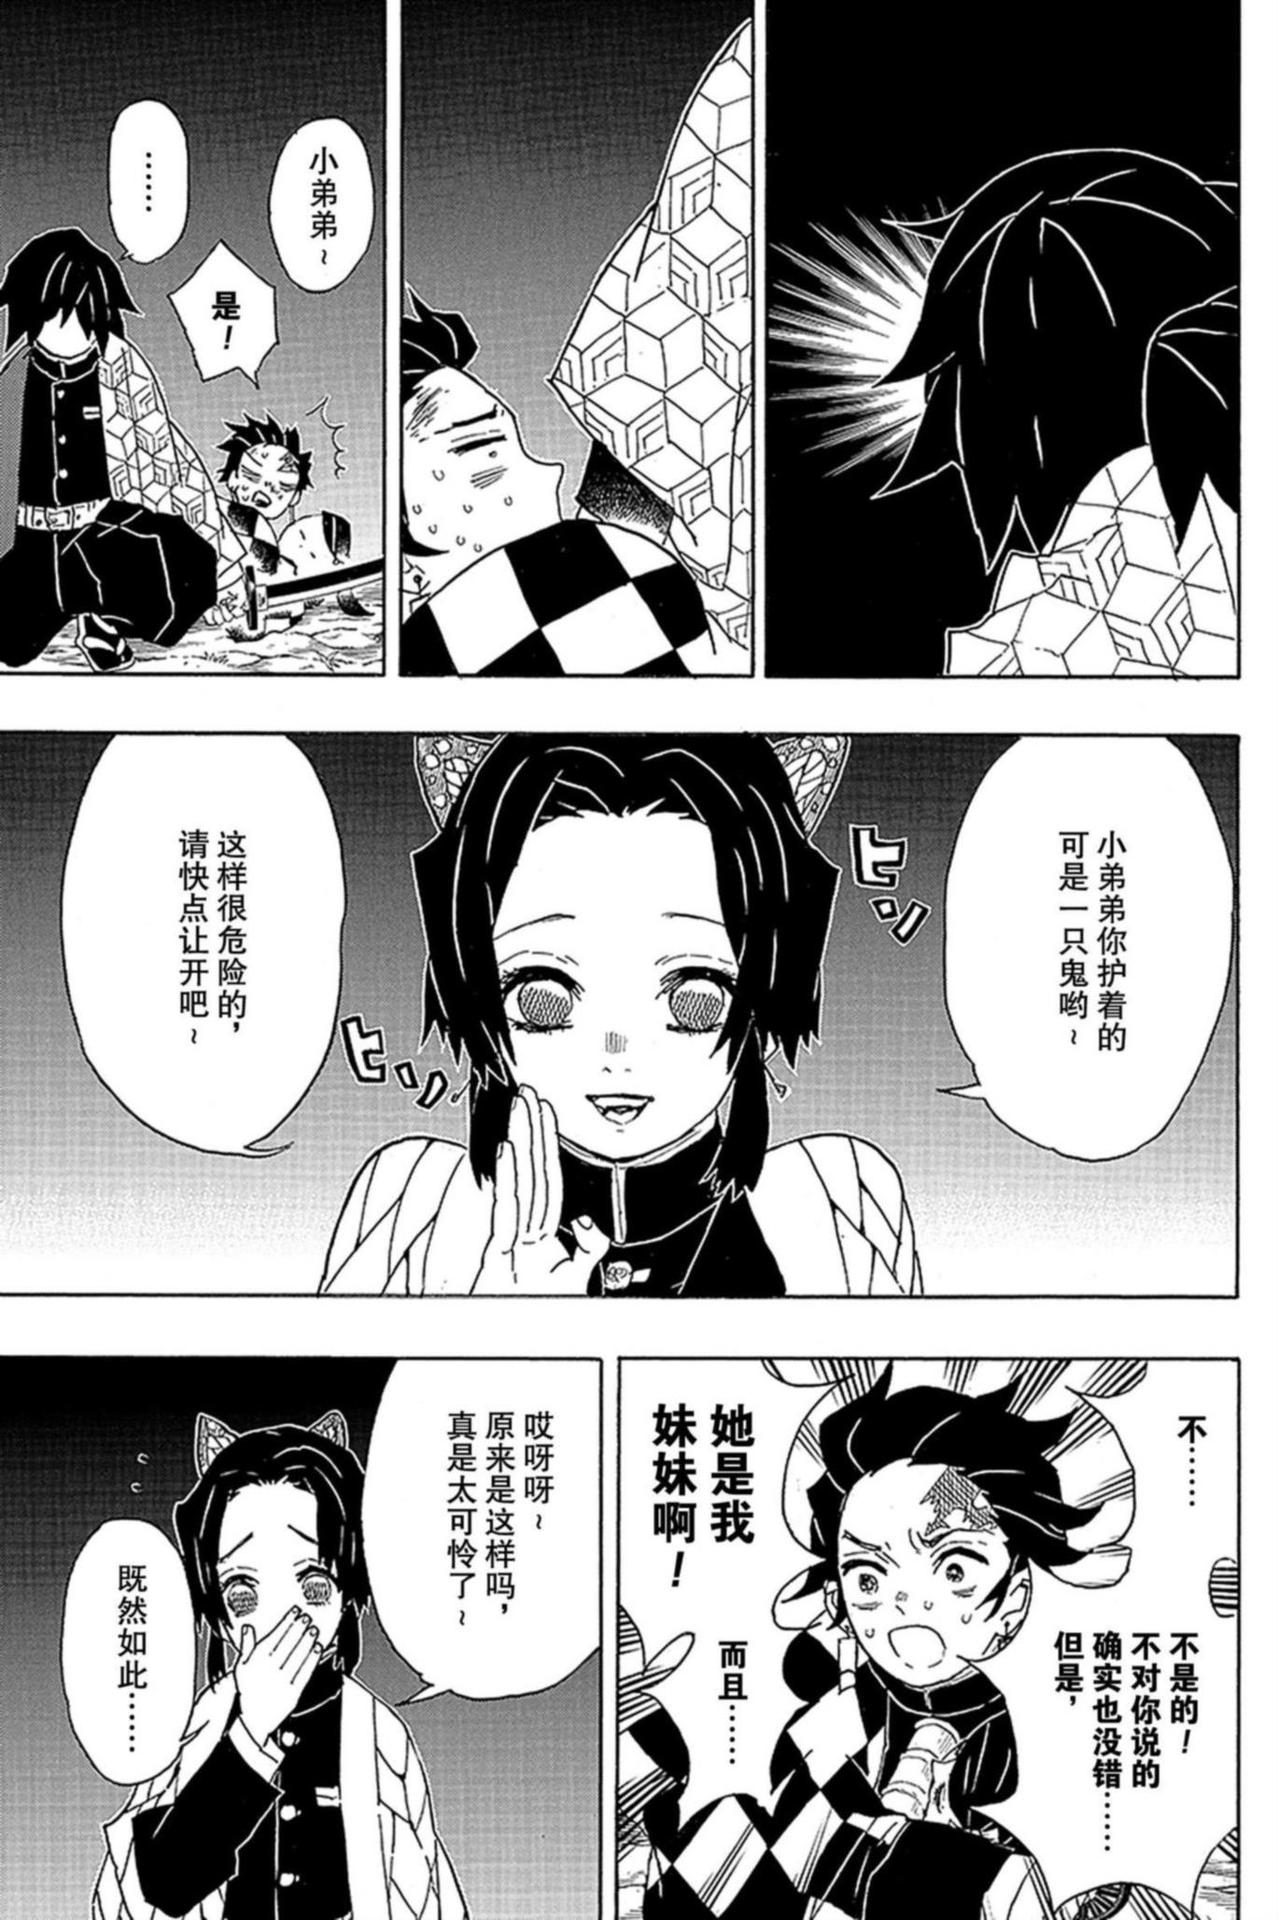 小弟弟~
是！
……
小弟弟你护着的
可是一只鬼哟~
ヒソ
这样很危险的，
请快点让开吧~
ヒソ
不……
不是的！
不对你说的
确实也没错……
但是，
她是我
妹妹啊！
而且……
哎呀呀~
原来是这样吗，
真是太可怜了~
既然如此……